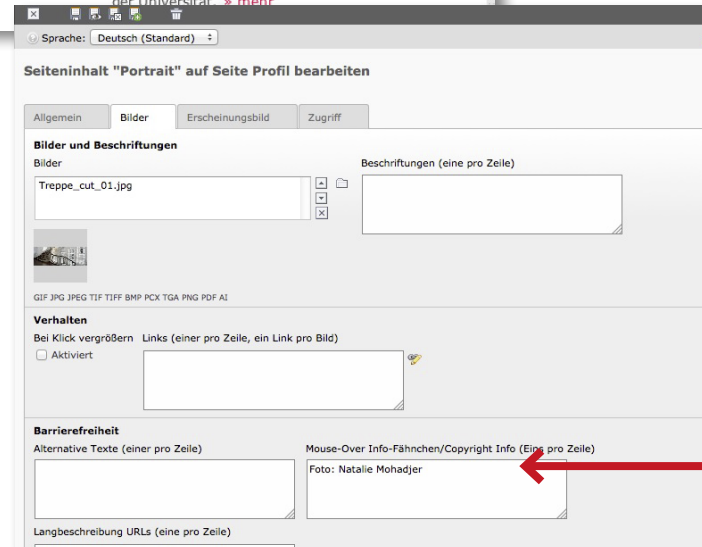 der Universität. » mehr
Sprache: Deutsch (Standard)
Seiteninhalt "Portrait" auf Seite Profil bearbeiten
Allgemein Bilder Erscheinungsbild Zugriff
Bilder und Beschriftungen
Bilder Beschriftungen (eine pro Zeile)
Treppe_cut_01.jpg
GIF JPG JPEG TIF TIFF BMP PCX TGA PNG PDF AI
Verhalten
Bei Klick vergrößern Links (einer pro Zeile, ein Link pro Bild)
Aktiviert
Barrierefreiheit
Alternative Texte (einer pro Zeile) Mouse-Over Info-Fähnchen/Copyright Info (Eins pro Zeile)
Foto: Natalie Mohadjer
Langbeschreibung URLs (eine pro Zeile)